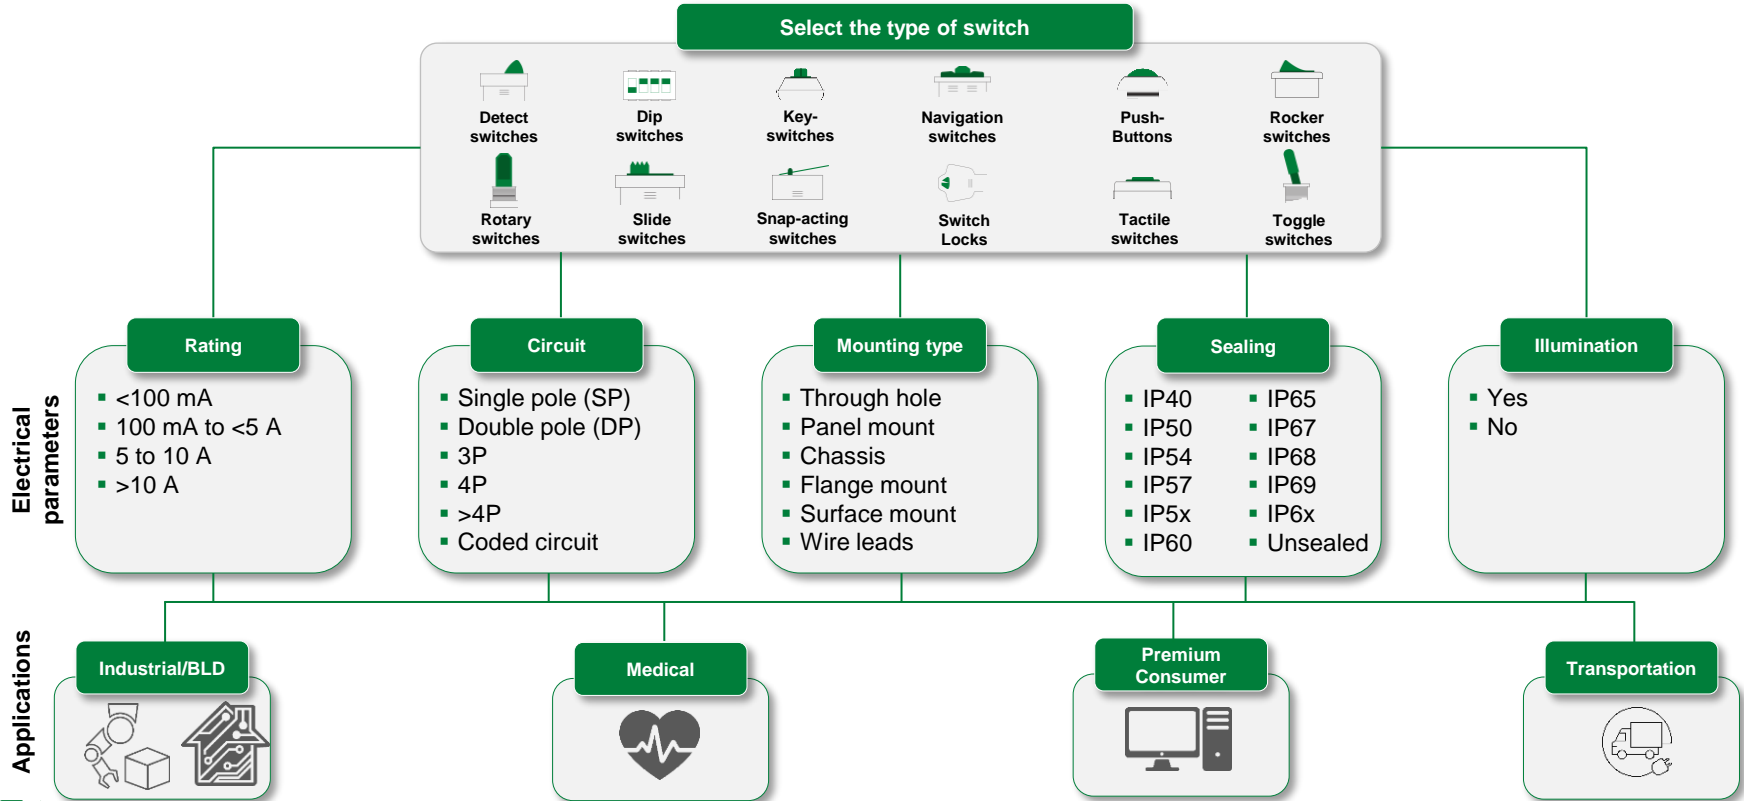 Select the type of switch
Detect
switches
Dip
switches
Key-
switches
Navigation
switches
Push-
Buttons
Rocker
switches
Rotary
switches
Slide
switches
Snap-acting
switches
Switch
Locks
Tactile
switches
Toggle
switches
Electrical
parameters
Rating
<100 mA
100 mA to <5 A
5 to 10 A
>10 A
Circuit
Single pole (SP)
Double pole (DP)
3P
4P
>4P
Coded circuit
Mounting type
Through hole
Panel mount
Chassis
Flange mount
Surface mount
Wire leads
Sealing
IP40
IP50
IP54
IP57
IP5x
IP60
IP65
IP67
IP68
IP69
IP6x
Unsealed
Illumination
Yes
No
Applications
Industrial/BLD
Medical
Premium
Consumer
Transportation